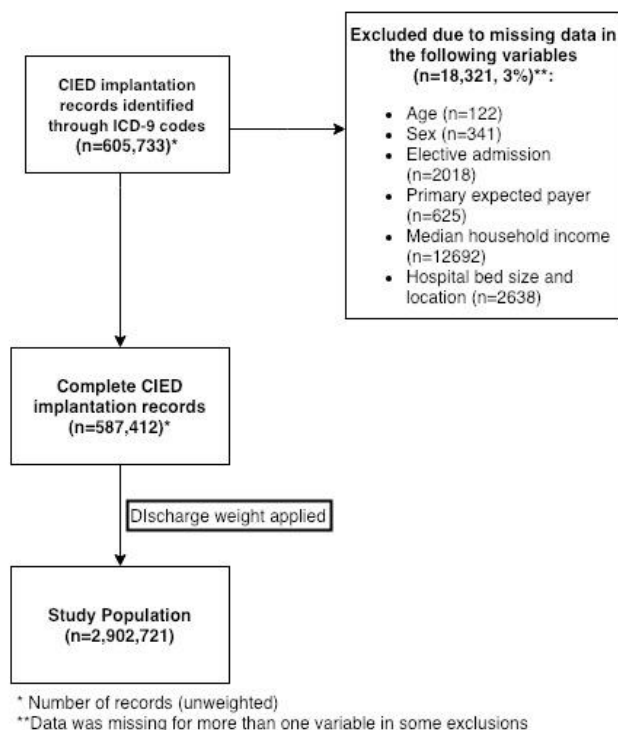 CIED implantation
records identified
through ICD-9 codes
(n=605,733)*
Excluded due to missing data in
the following variables
(n=18,321, 3%)**:
• Age (n=122)
• Sex (n=341)
• Elective admission
(n=2018)
• Primary expected payer
(n=625)
• Median household income
(n=12692)
• Hospital bed size and
location (n=2638)
Complete CIED
implantation records
(n=587,412)*
DIscharge weight applied
Study Population
(n=2,902,721)
* Number of records (unweighted)
**Data was missing for more than one variable in some exclusions